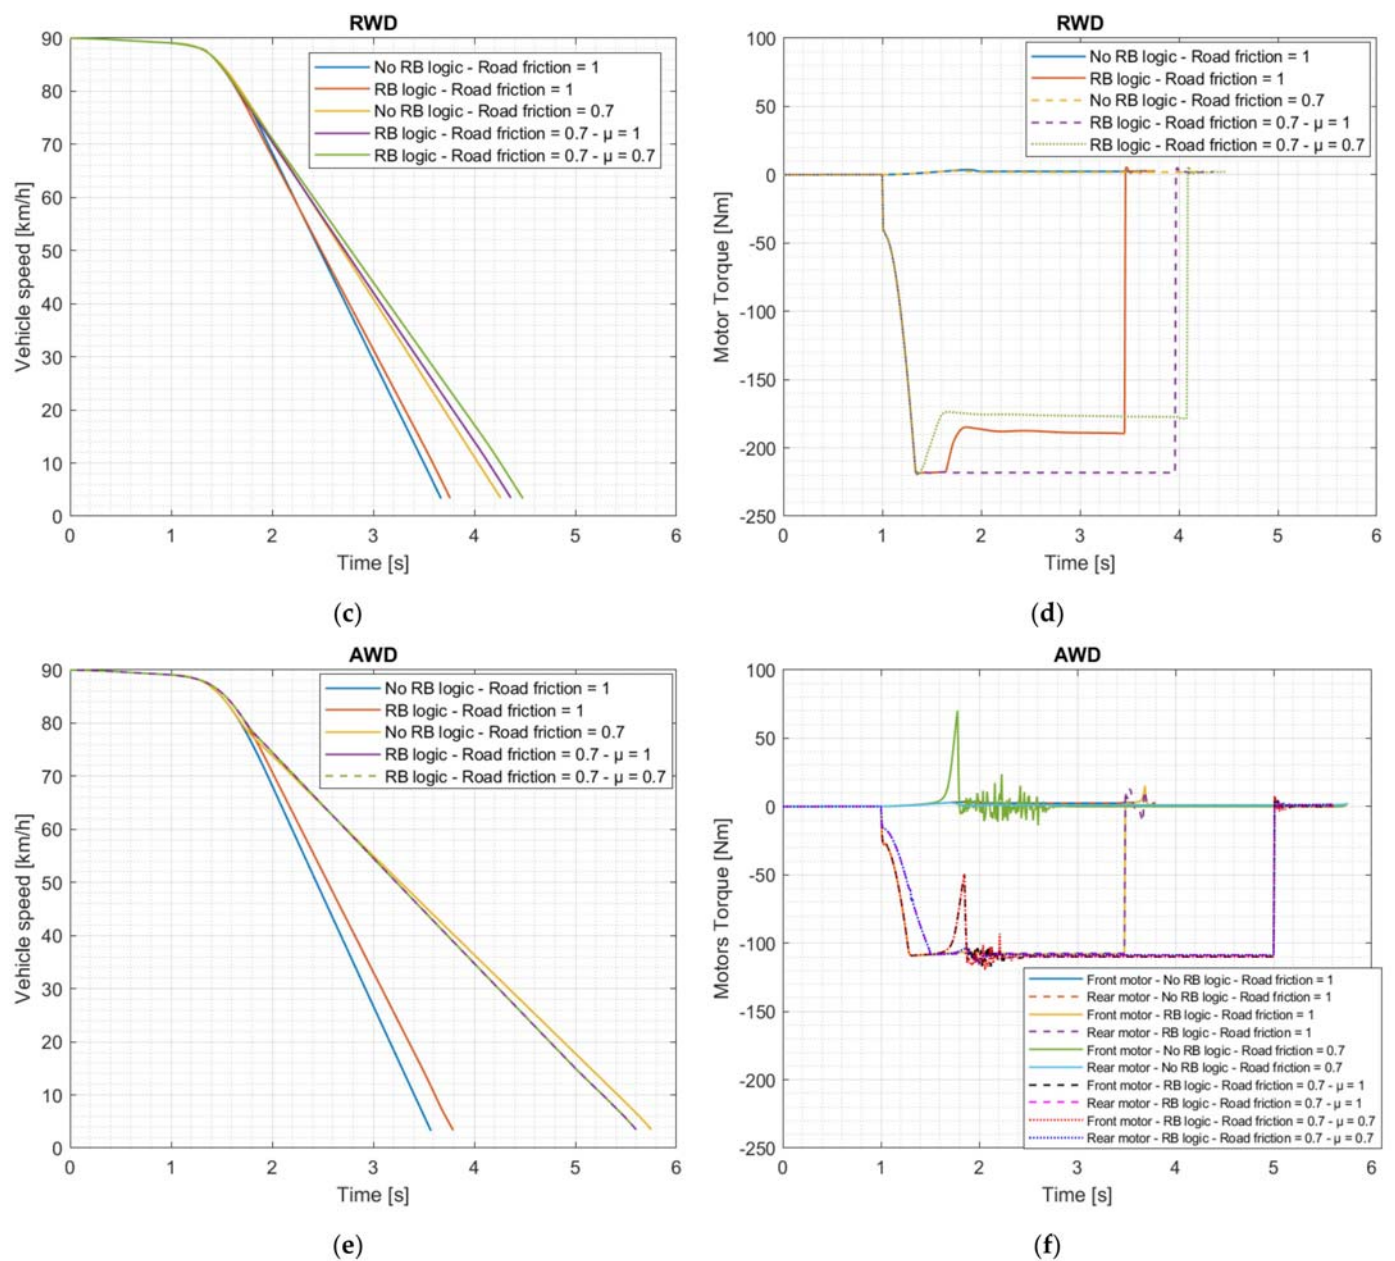 RWD
90
80
70
60
50
40
30
20
10
0
Vehicle speed [km/h]
No RB logic - Road friction = 1
RB logic - Road friction = 1
No RB logic - Road friction = 0.7
RB logic - Road friction = 0.7 - μ = 1
RB logic - Road friction = 0.7 - μ = 0.7
0 1 2 3 4 5 6
Time [s]
(c)
RWD
100
50
0
-50
-100
-150
-200
-250
Motor Torque [Nm]
No RB logic - Road friction = 1
RB logic - Road friction = 1
No RB logic - Road friction = 0.7
RB logic - Road friction = 0.7 - μ = 1
RB logic - Road friction = 0.7 - μ = 0.7
0 1 2 3 4 5 6
Time [s]
(d)
AWD
90
80
70
60
50
40
30
20
10
0
Vehicle speed [km/h]
No RB logic - Road friction = 1
RB logic - Road friction = 1
No RB logic - Road friction = 0.7
RB logic - Road friction = 0.7 - μ = 1
RB logic - Road friction = 0.7 - μ = 0.7
0 1 2 3 4 5 6
Time [s]
(e)
AWD
100
50
0
-50
-100
-150
-200
-250
Motors Torque [Nm]
Front motor - No RB logic - Road friction = 1
Rear motor - No RB logic - Road friction = 1
Front motor - RB logic - Road friction = 1
Rear motor - RB logic - Road friction = 1
Front motor - No RB logic - Road friction = 0.7
Rear motor - No RB logic - Road friction = 0.7
Front motor - RB logic - Road friction = 0.7 - μ = 1
Rear motor - RB logic - Road friction = 0.7 - μ = 1
Front motor - RB logic - Road friction = 0.7 - μ = 0.7
Rear motor - RB logic - Road friction = 0.7 - μ = 0.7
0 1 2 3 4 5 6
Time [s]
(f)